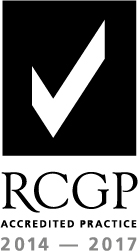 RCGP
ACCREDITED PRACTICE
2014 — 2017